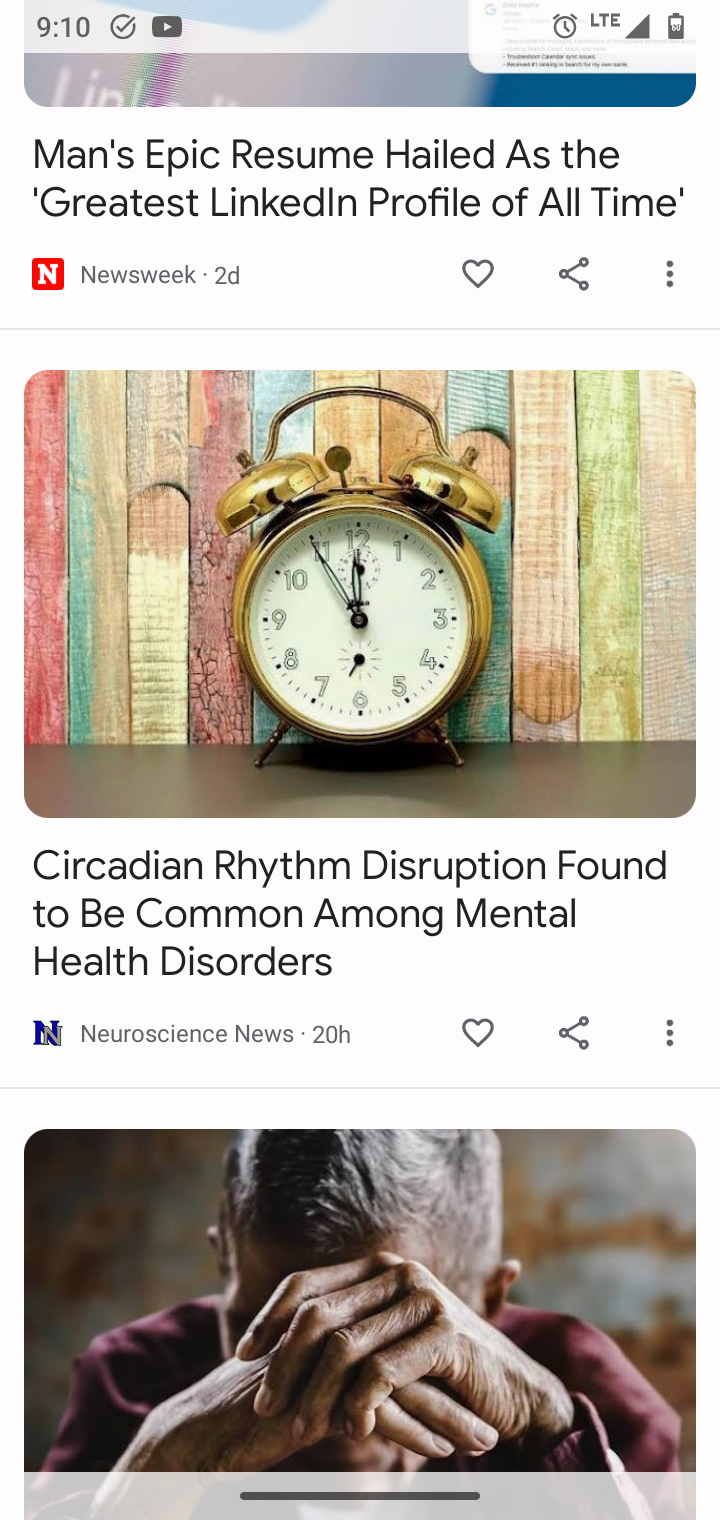 9:10
LTE
60
Data Source
Google
- Troubleshoot Calendar sync issues.
- Received #1 ranking in Search for my own name.
Man's Epic Resume Hailed As the
'Greatest LinkedIn Profile of All Time'
N Newsweek · 2d
12
11 1
10 2
9 3
8 4
7 5
6
Circadian Rhythm Disruption Found
to Be Common Among Mental
Health Disorders
NN Neuroscience News · 20h